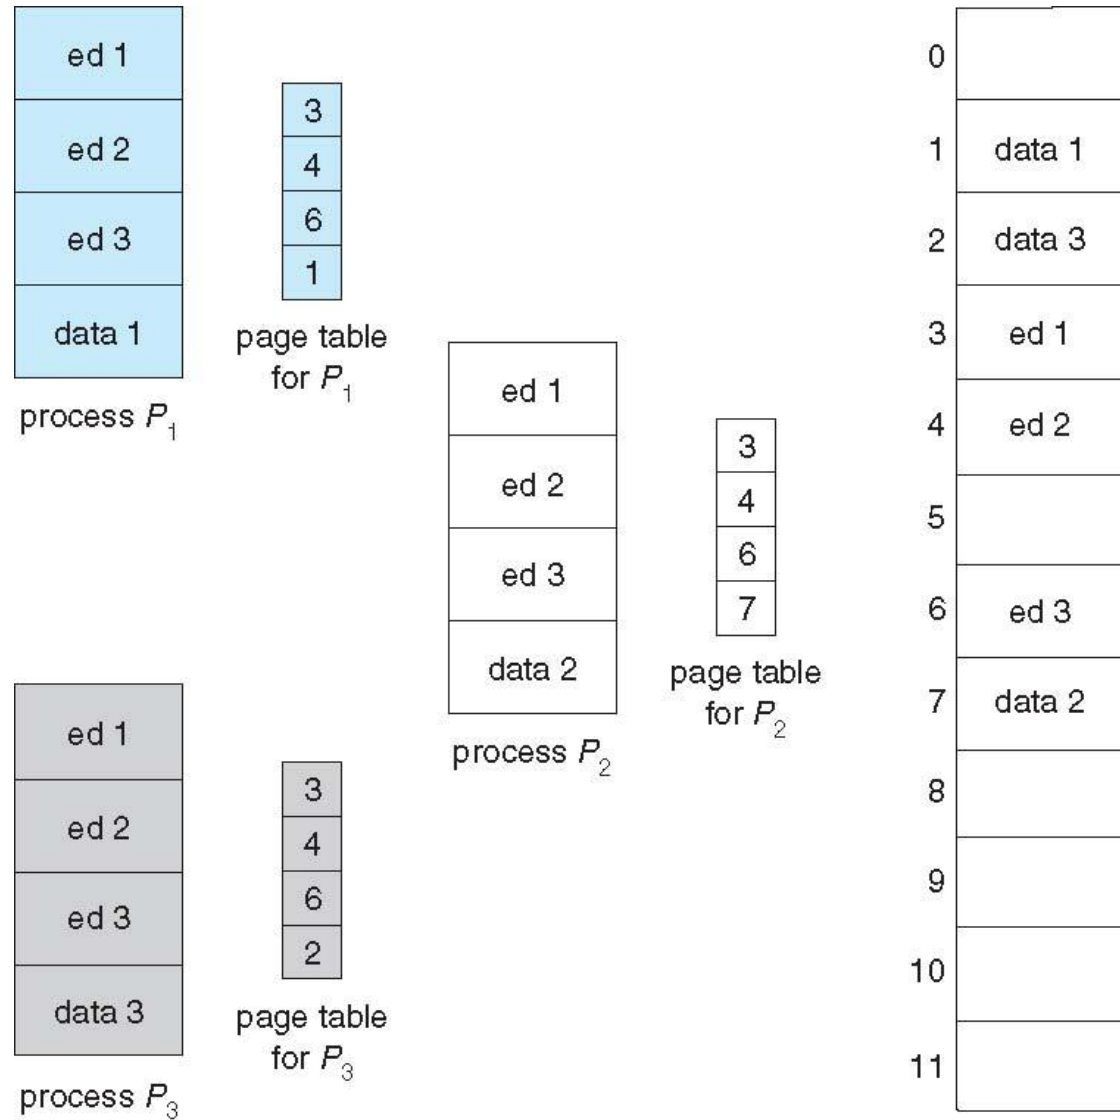 ed 1
ed 2
ed 3
data 1
process P1
3
4
6
1
page table
for P1
ed 1
ed 2
ed 3
data 2
process P2
3
4
6
7
page table
for P2
ed 1
ed 2
ed 3
data 3
process P3
3
4
6
2
page table
for P3
0
1 data 1
2 data 3
3 ed 1
4 ed 2
5
6 ed 3
7 data 2
8
9
10
11